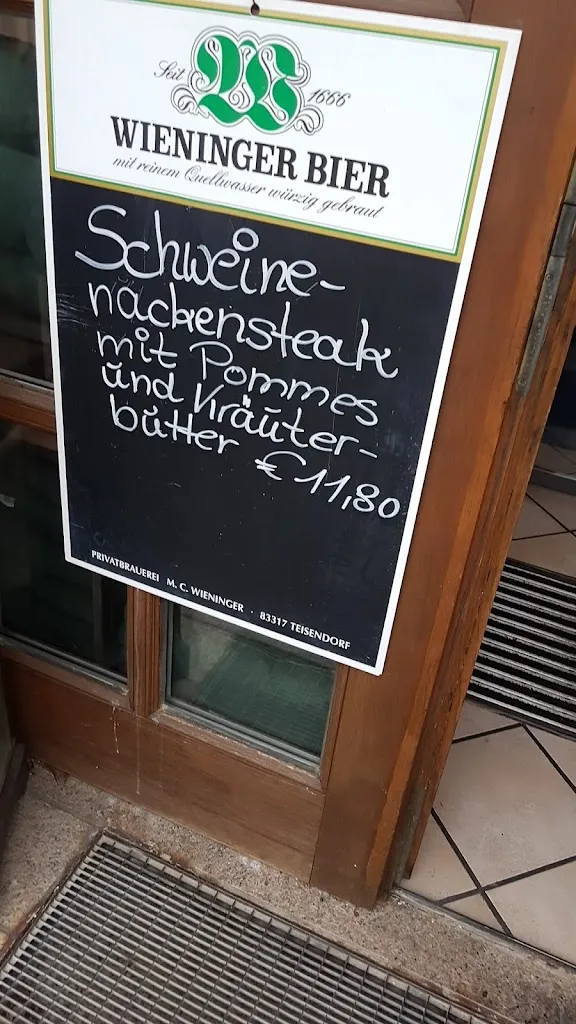 Seit 1666
WIENINGER BIER
mit reinem Quellwasser würzig gebraut
Schweine-
nackensteak
mit Pommes
und Kräuter-
butter € 11,80
PRIVATBRAUEREI M. C. WIENINGER · 83317 TEISENDORF